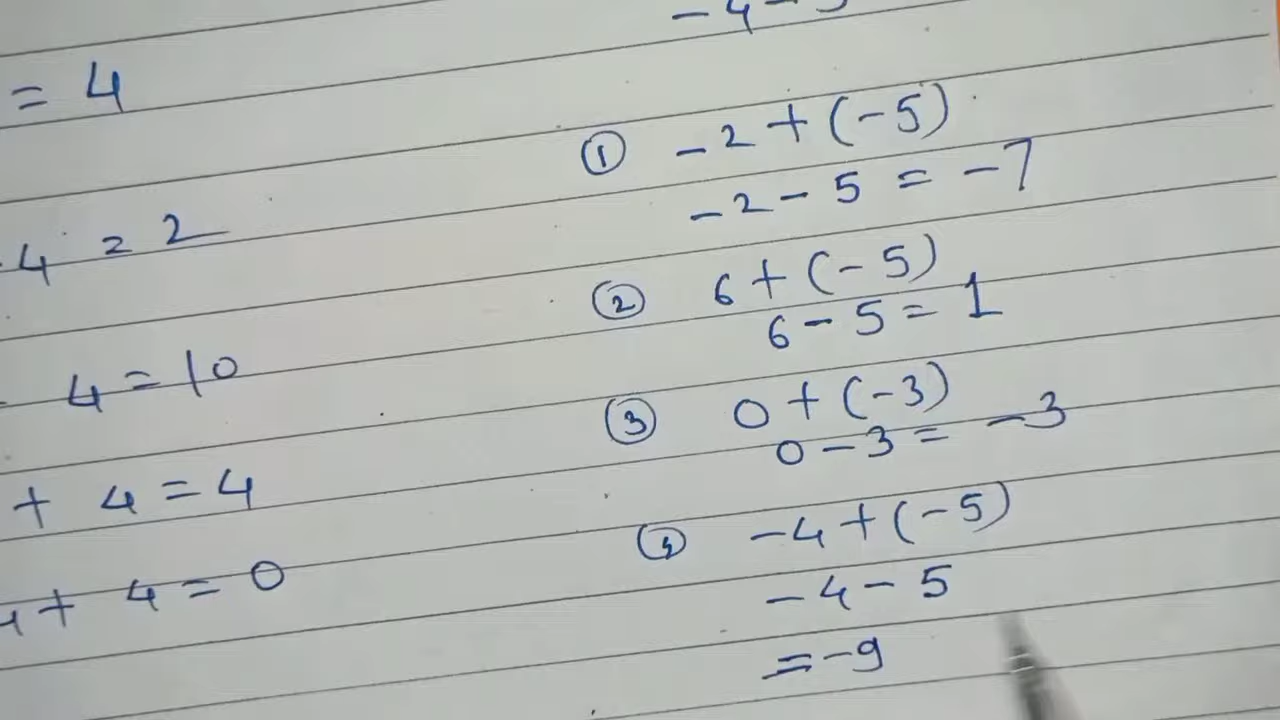 = 4
4 = 2
4 = 10
+ 4 = 4
+ 4 = 0
① -2 + (-5)
-2 - 5 = -7
② 6 + (-5)
6 - 5 = 1
③ 0 + (-3)
0 - 3 = -3
④ -4 + (-5)
-4 - 5
= -9